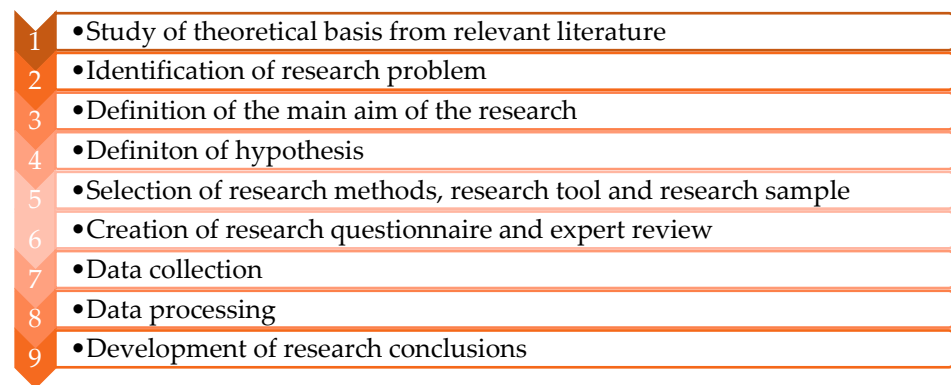 1 •Study of theoretical basis from relevant literature
2 •Identification of research problem
3 •Definition of the main aim of the research
4 •Definiton of hypothesis
5 •Selection of research methods, research tool and research sample
6 •Creation of research questionnaire and expert review
7 •Data collection
8 •Data processing
9 •Development of research conclusions